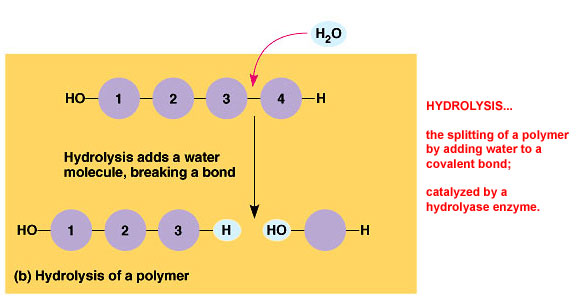 H₂O
HO 1 2 3 4 H
Hydrolysis adds a water
molecule, breaking a bond
HO 1 2 3 H HO H
(b) Hydrolysis of a polymer
HYDROLYSIS...
the splitting of a polymer
by adding water to a
covalent bond;
catalyzed by a
hydrolyase enzyme.